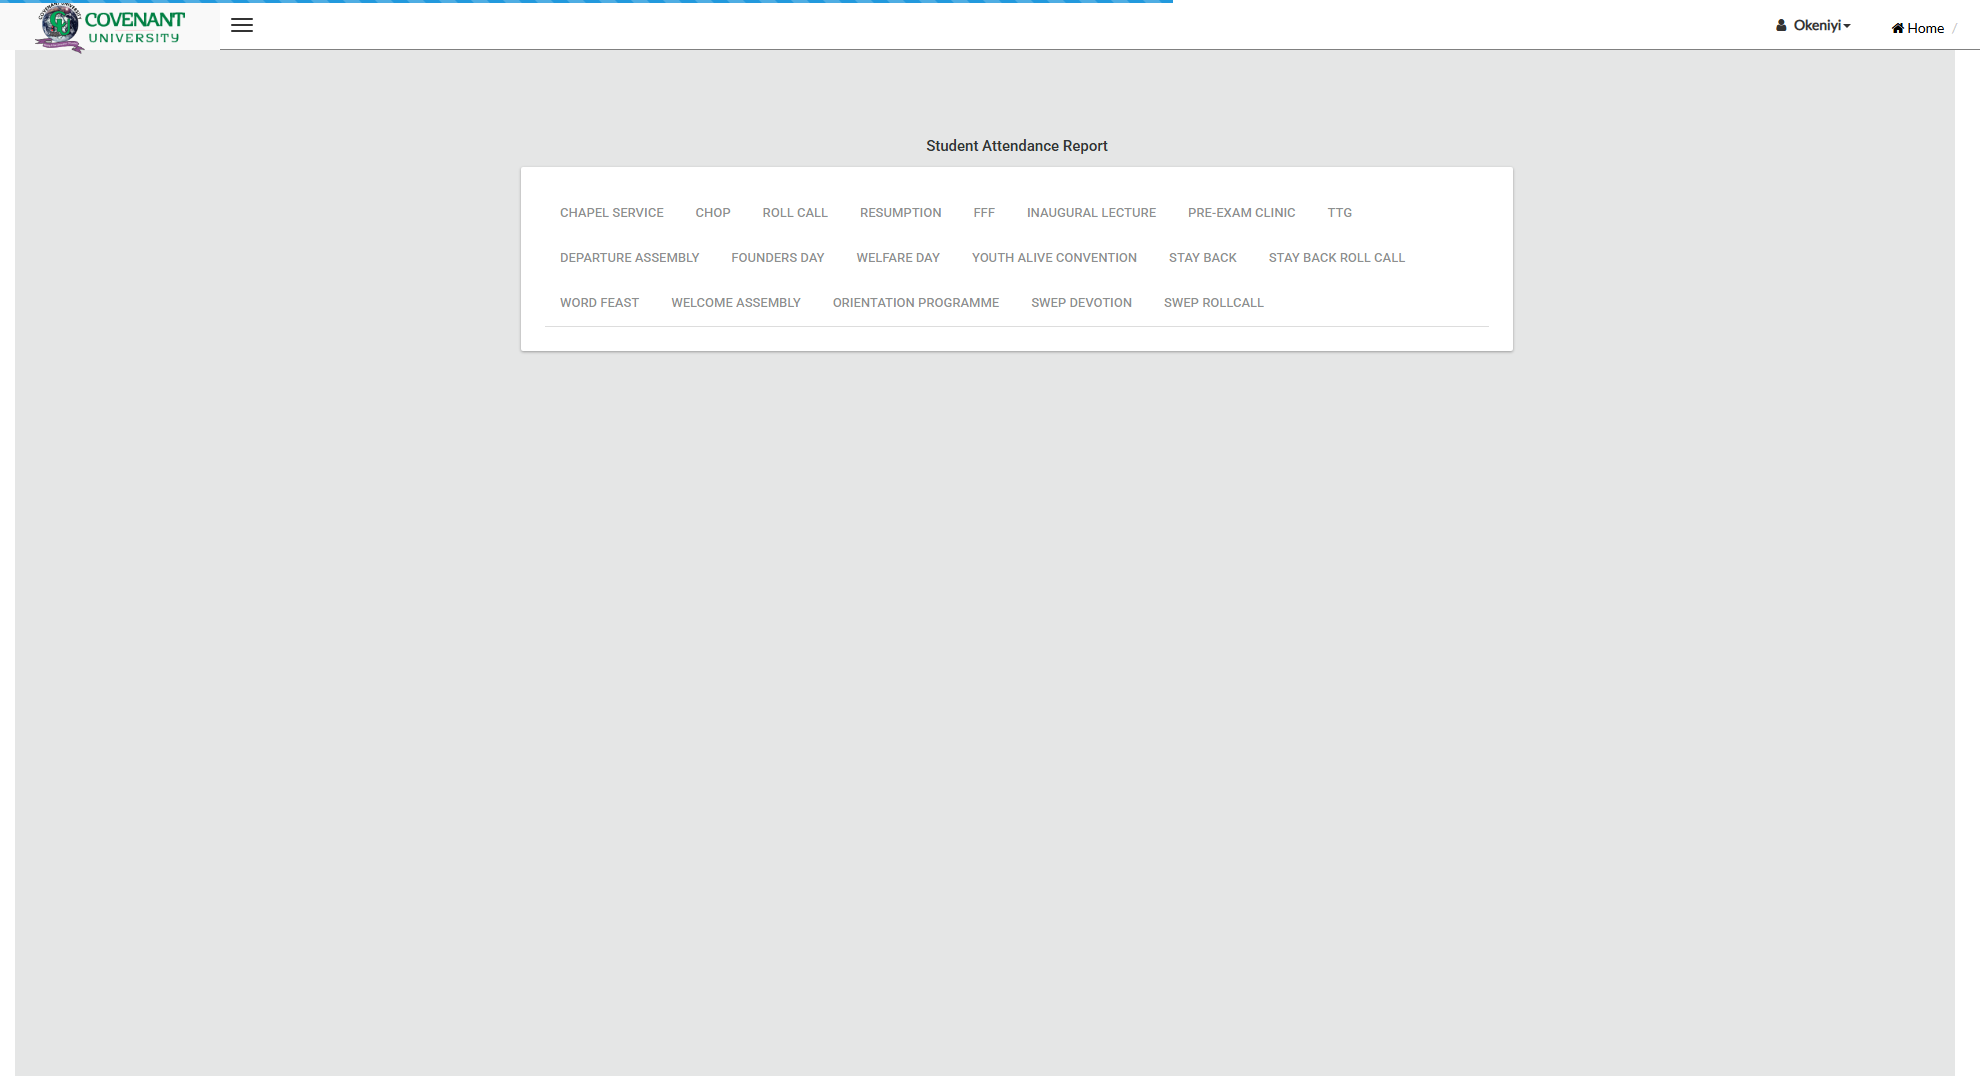 COVENANT
UNIVERSITY
Okeniyi
Home /
Student Attendance Report
CHAPEL SERVICE CHOP ROLL CALL RESUMPTION FFF INAUGURAL LECTURE PRE-EXAM CLINIC TTG
DEPARTURE ASSEMBLY FOUNDERS DAY WELFARE DAY YOUTH ALIVE CONVENTION STAY BACK STAY BACK ROLL CALL
WORD FEAST WELCOME ASSEMBLY ORIENTATION PROGRAMME SWEP DEVOTION SWEP ROLLCALL